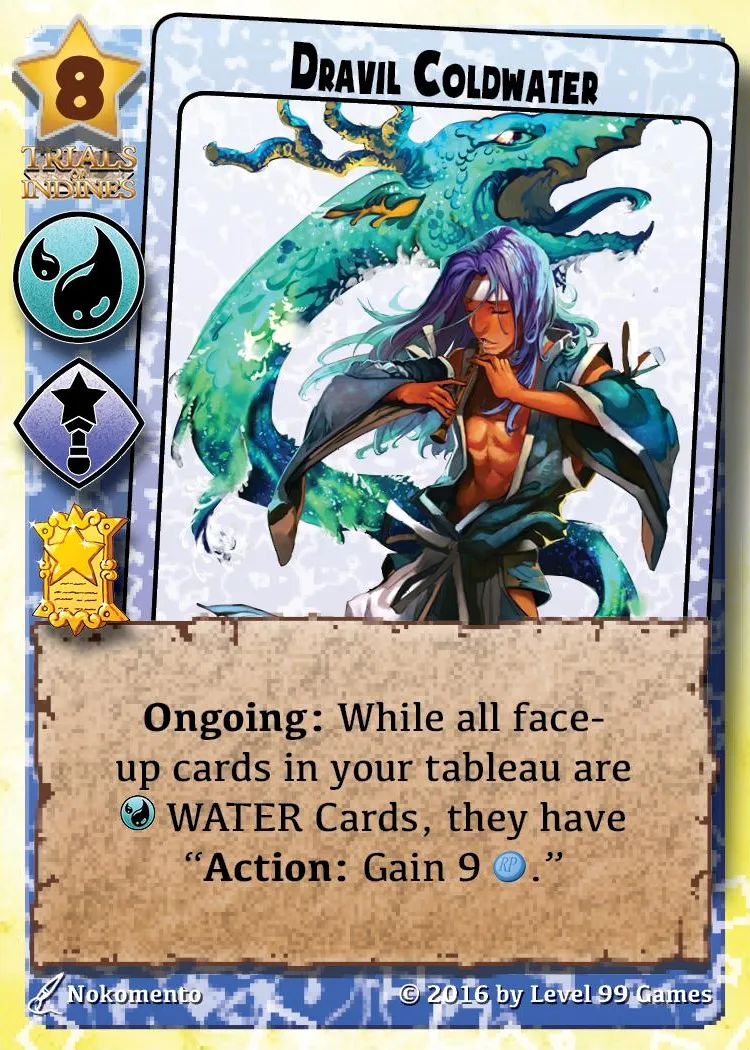 8
Dravil Coldwater
TRIALS
OF
INDINES
Ongoing: While all face-
up cards in your tableau are
WATER Cards, they have
“Action: Gain 9 RP.”
Nokomento
© 2016 by Level 99 Games